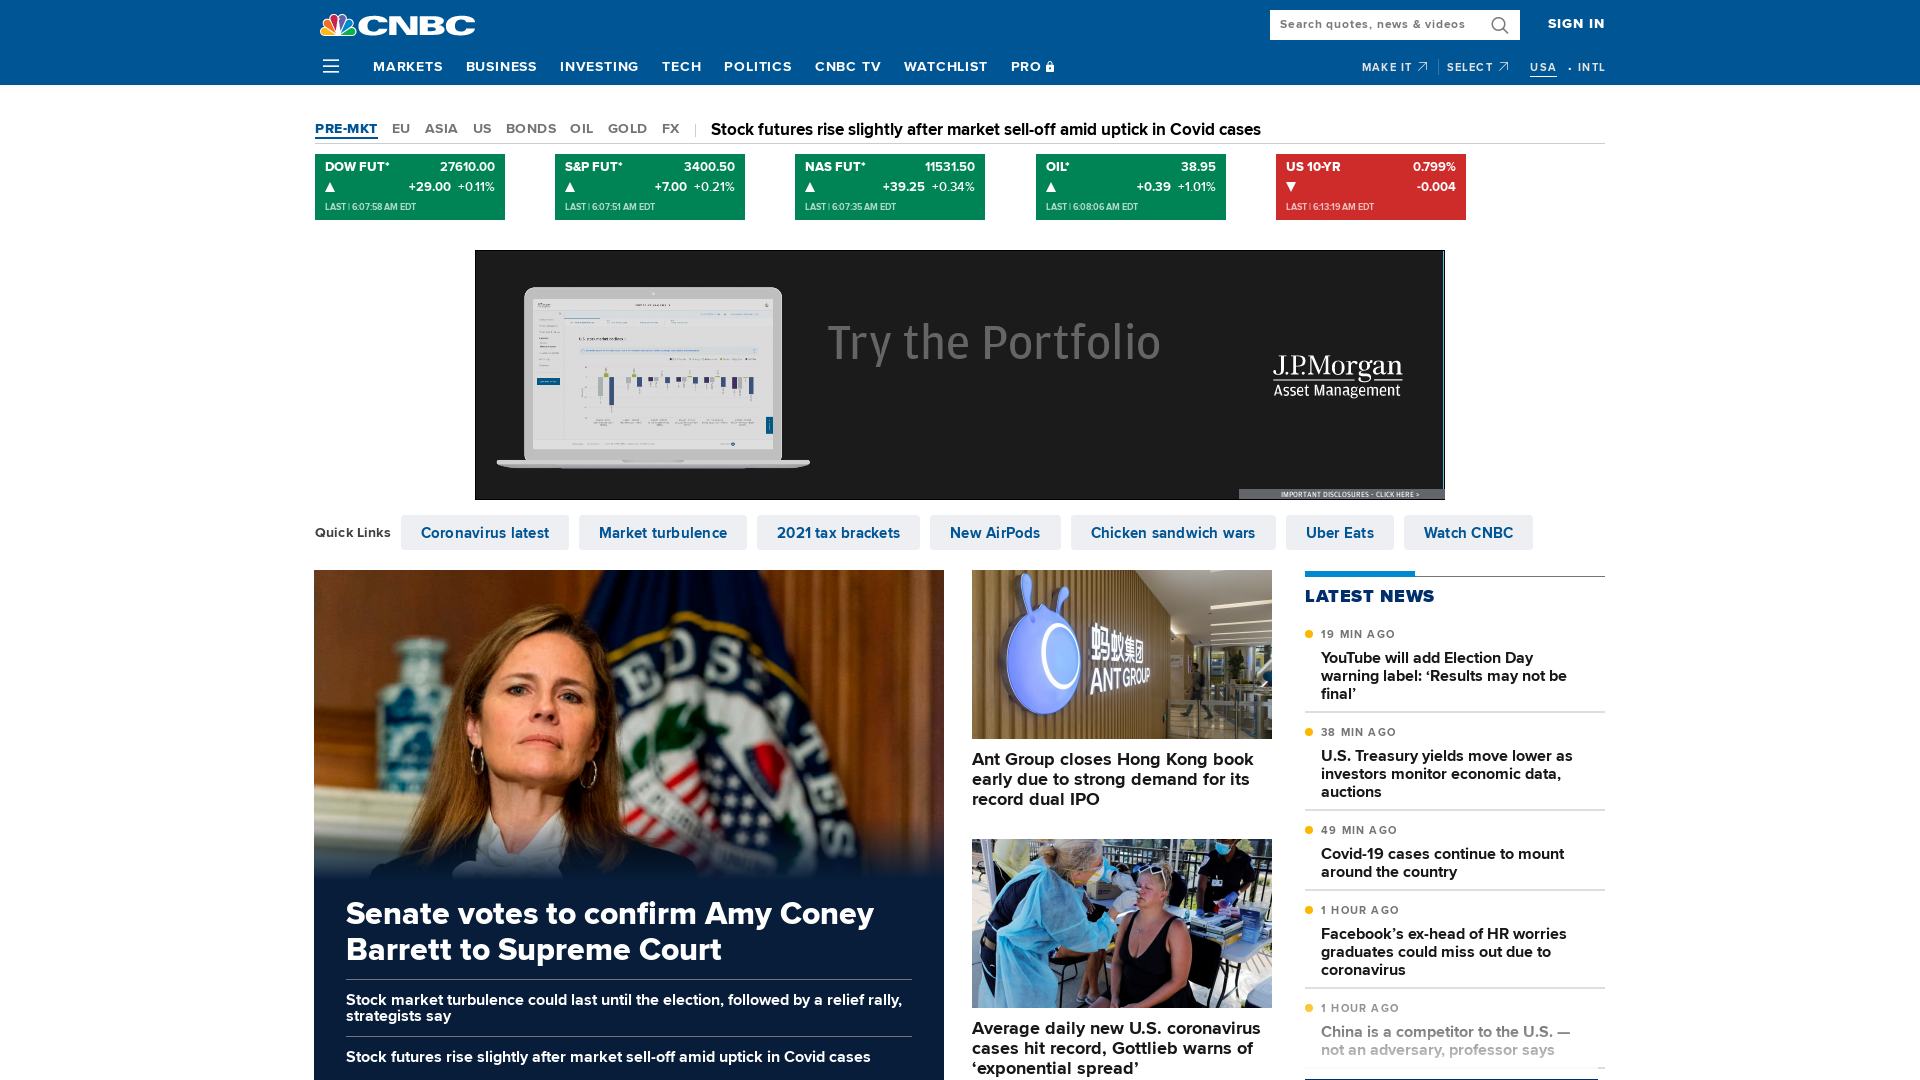 CNBC
Search quotes, news & videos
SIGN IN
MARKETS BUSINESS INVESTING TECH POLITICS CNBC TV WATCHLIST PRO
MAKE IT SELECT USA • INTL
PRE-MKT EU ASIA US BONDS OIL GOLD FX
Stock futures rise slightly after market sell-off amid uptick in Covid cases
DOW FUT* 27610.00
+29.00 +0.11%
LAST | 6:07:58 AM EDT
S&P FUT* 3400.50
+7.00 +0.21%
LAST | 6:07:51 AM EDT
NAS FUT* 11531.50
+39.25 +0.34%
LAST | 6:07:35 AM EDT
OIL* 38.95
+0.39 +1.01%
LAST | 6:08:06 AM EDT
US 10-YR 0.799%
-0.004
LAST | 6:13:19 AM EDT
Try the Portfolio
J.P.Morgan
Asset Management
IMPORTANT DISCLOSURES - CLICK HERE >
Quick Links Coronavirus latest Market turbulence 2021 tax brackets New AirPods Chicken sandwich wars Uber Eats Watch CNBC
Senate votes to confirm Amy Coney
Barrett to Supreme Court
Stock market turbulence could last until the election, followed by a relief rally,
strategists say
Stock futures rise slightly after market sell-off amid uptick in Covid cases
蚂蚁集团
ANT GROUP
Ant Group closes Hong Kong book
early due to strong demand for its
record dual IPO
Average daily new U.S. coronavirus
cases hit record, Gottlieb warns of
‘exponential spread’
LATEST NEWS
19 MIN AGO
YouTube will add Election Day
warning label: ‘Results may not be
final’
38 MIN AGO
U.S. Treasury yields move lower as
investors monitor economic data,
auctions
49 MIN AGO
Covid-19 cases continue to mount
around the country
1 HOUR AGO
Facebook’s ex-head of HR worries
graduates could miss out due to
coronavirus
1 HOUR AGO
China is a competitor to the U.S. —
not an adversary, professor says